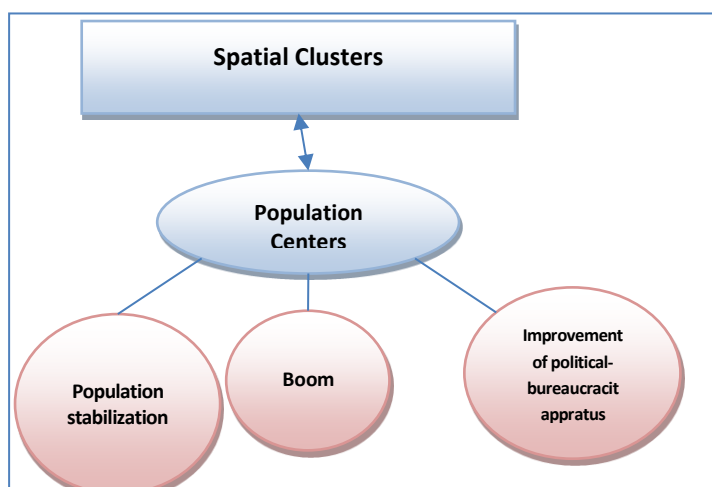 Spatial Clusters
Population
Centers
Population
stabilization
Boom
Improvement
of political-
bureaucracit
appratus